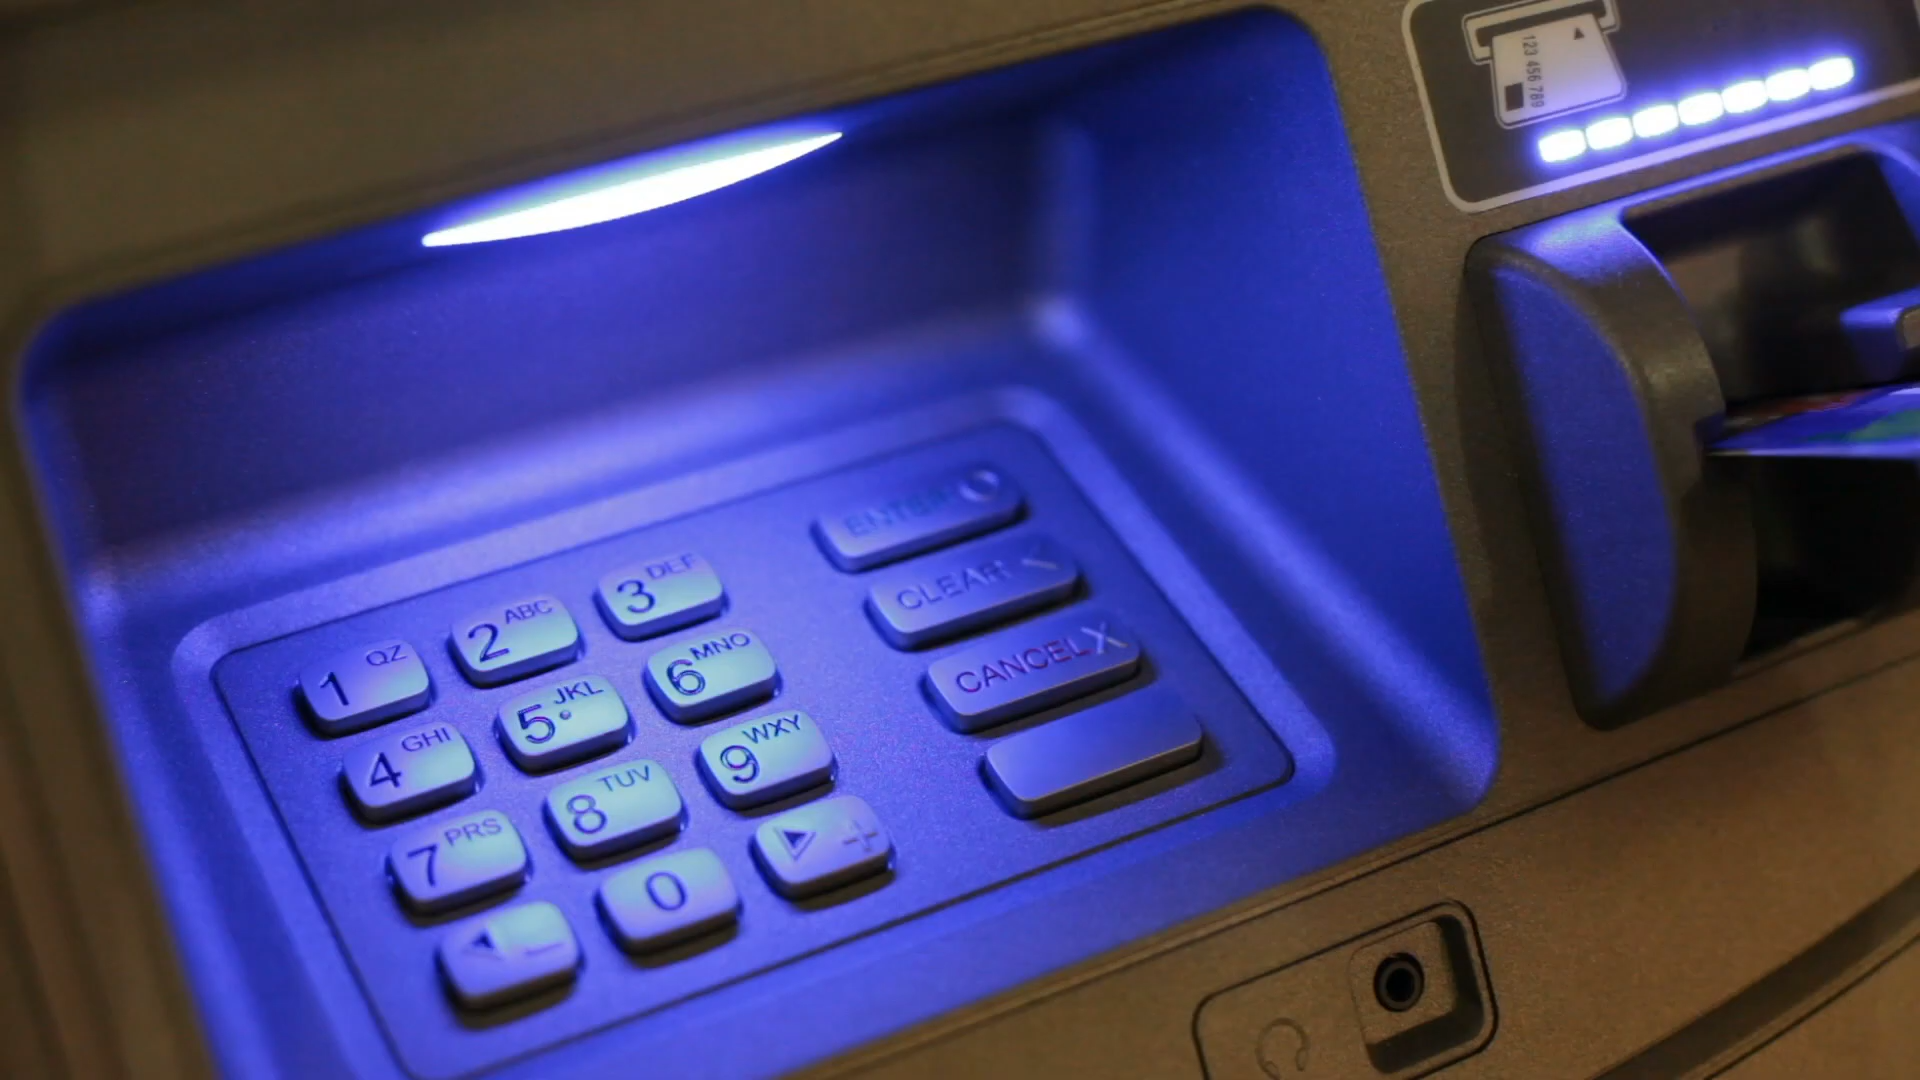 123 456 789
1 QZ
2 ABC
3 DEF
ENTER
4 GHI
5 JKL
6 MNO
CLEAR
7 PRS
8 TUV
9 WXY
CANCEL X
0